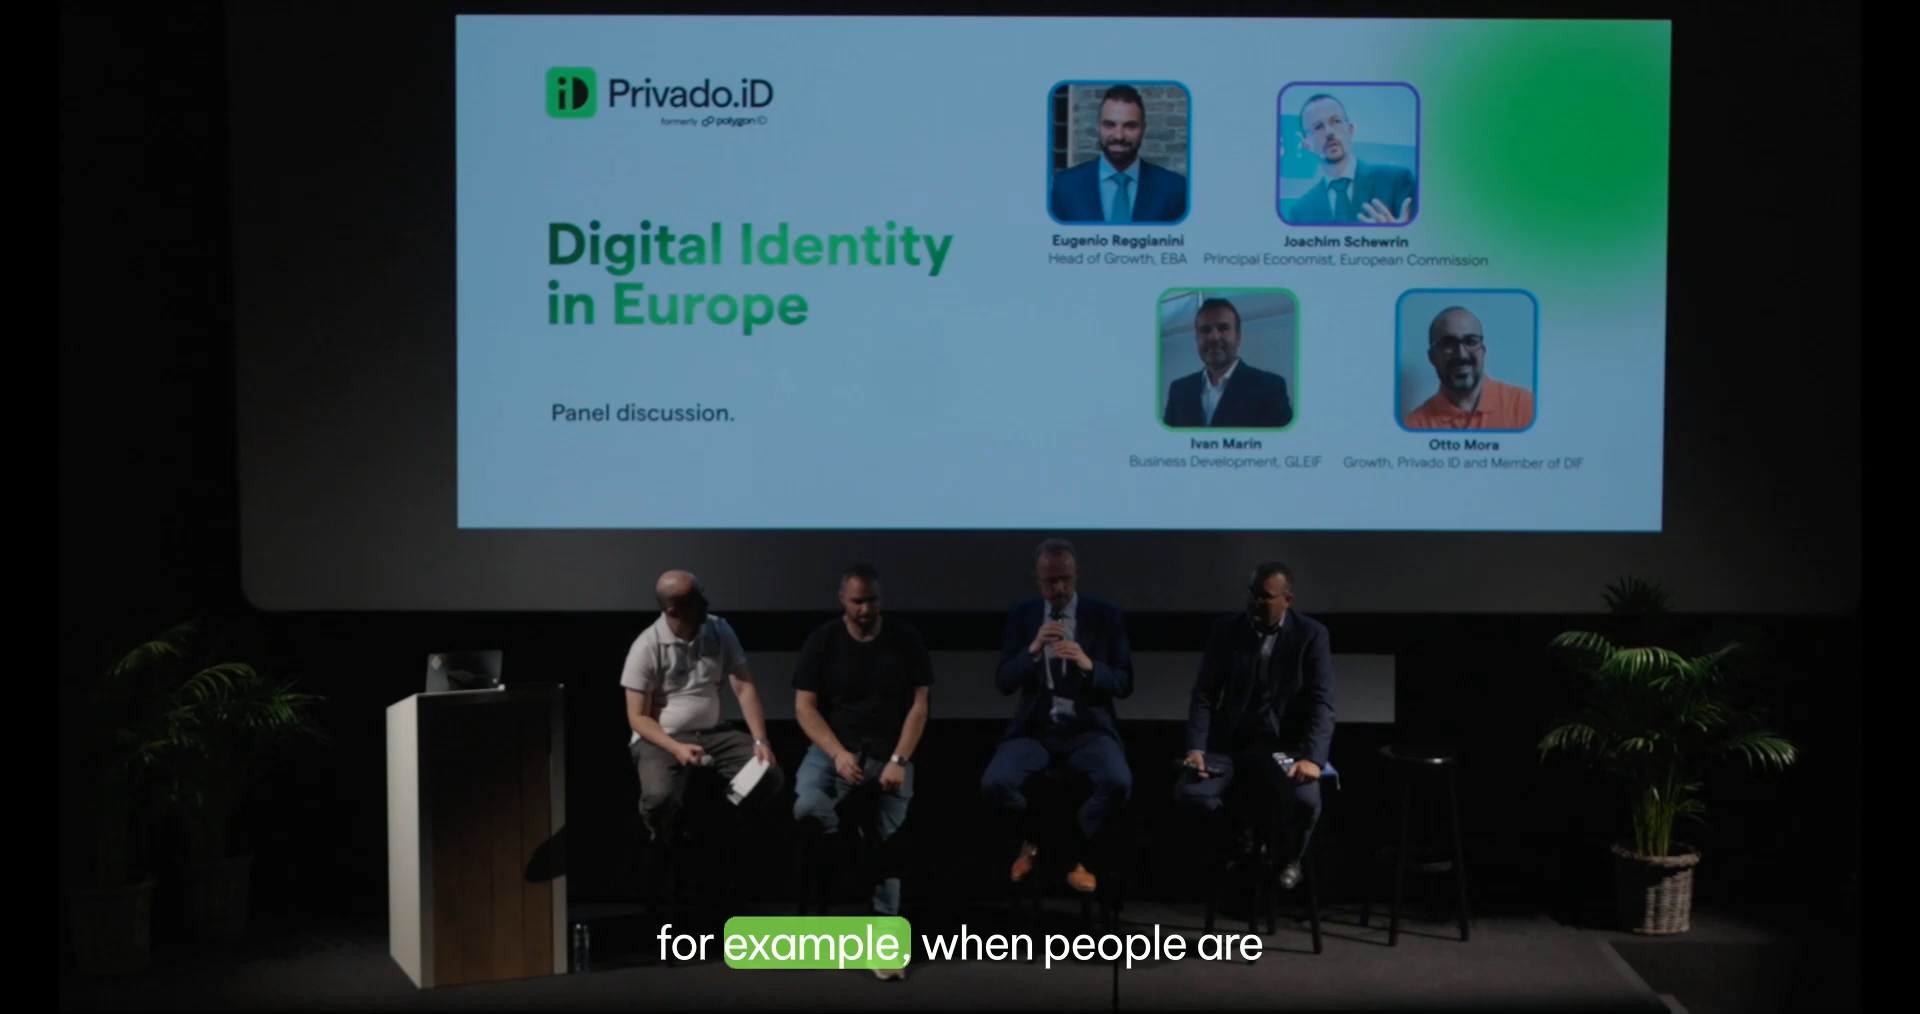 iD Privado.iD
formerly polygon ID
Digital Identity
in Europe
Panel discussion.
Eugenio Reggianini
Head of Growth, EBA
Joachim Schewrin
Principal Economist, European Commission
Ivan Marin
Business Development, GLEIF
Otto Mora
Growth, Privado ID and Member of DIF
for example, when people are